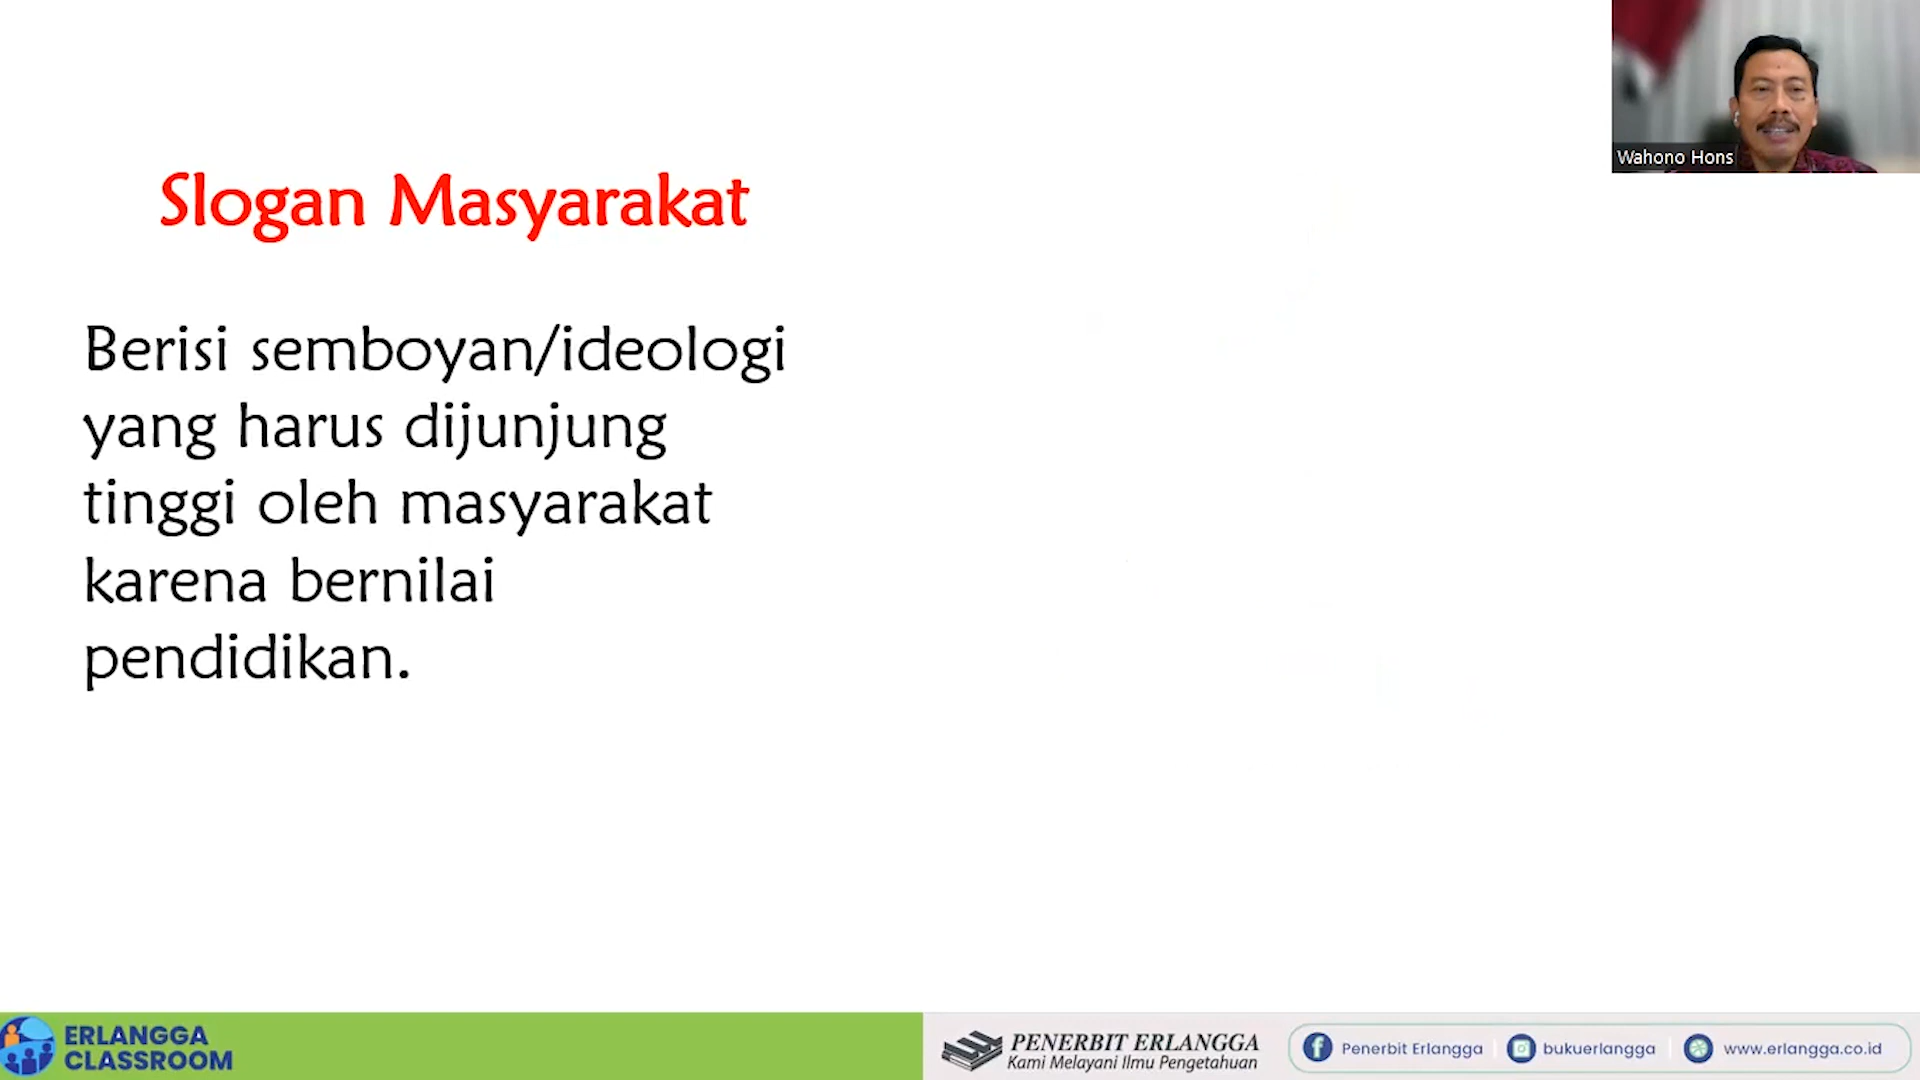 Wahono Hons
Slogan Masyarakat
Berisi semboyan/ideologi
yang harus dijunjung
tinggi oleh masyarakat
karena bernilai
pendidikan.
ERLANGGA
CLASSROOM
PENERBIT ERLANGGA
Kami Melayani Ilmu Pengetahuan
Penerbit Erlangga
bukuerlangga
www.erlangga.co.id